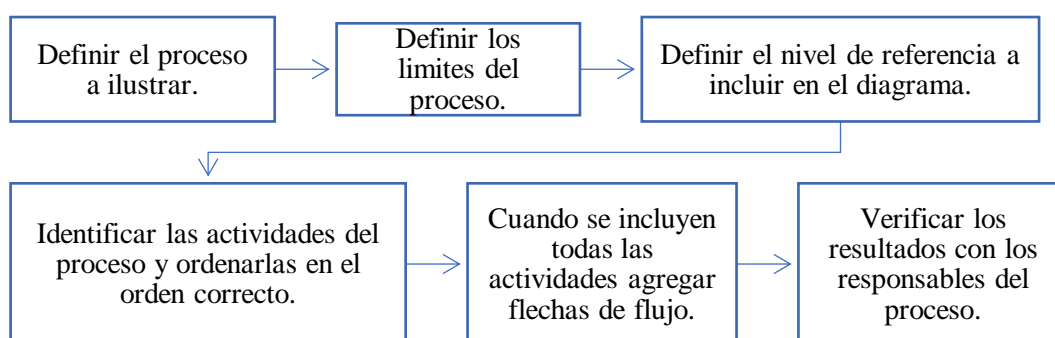 Definir el proceso
a ilustrar.
Definir los
limites del
proceso.
Definir el nivel de referencia a
incluir en el diagrama.
Identificar las actividades del
proceso y ordenarlas en el
orden correcto.
Cuando se incluyen
todas las
actividades agregar
flechas de flujo.
Verificar los
resultados con los
responsables del
proceso.